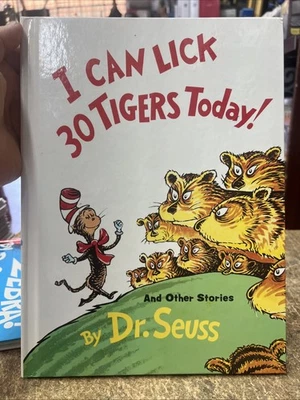 I CAN LICK
30 TIGERS Today!
And Other Stories
By Dr. Seuss